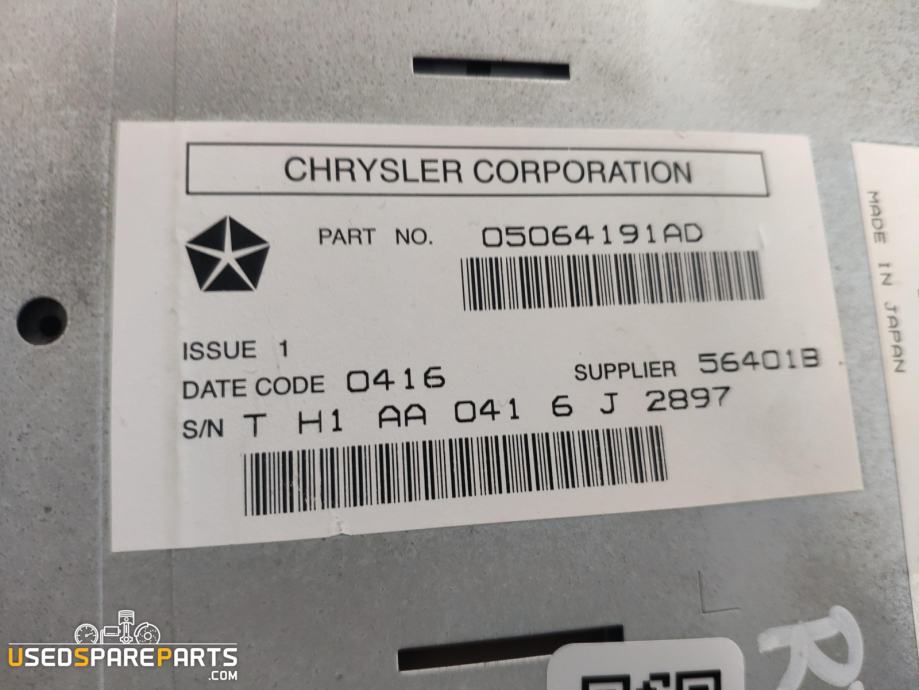 CHRYSLER CORPORATION
PART NO. 05064191AD
ISSUE 1
DATE CODE 0416 SUPPLIER 56401B
S/N T H1 AA 041 6 J 2897
MADE IN JAPAN
USEDSPAREPARTS
.COM